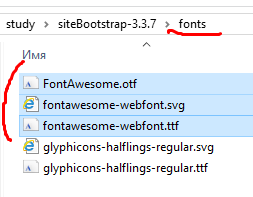 study › siteBootstrap-3.3.7 › fonts
Имя
FontAwesome.otf
fontawesome-webfont.svg
fontawesome-webfont.ttf
glyphicons-halflings-regular.svg
glyphicons-halflings-regular.ttf